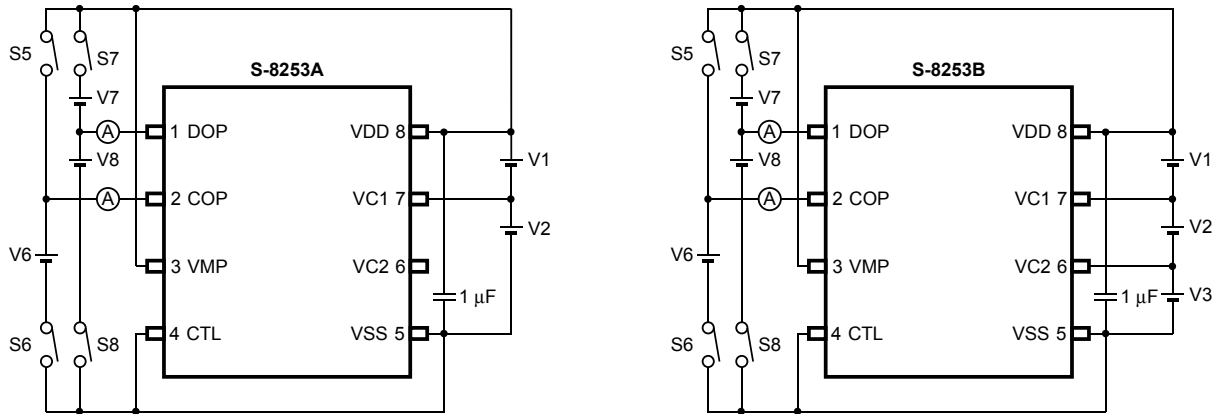 S5
S7
S-8253A
V7
A
1 DOP
VDD 8
V8
V1
A
2 COP
VC1 7
V2
V6
3 VMP
VC2 6
1 μF
S6
S8
4 CTL
VSS 5
S5
S7
S-8253B
V7
A
1 DOP
VDD 8
V8
V1
A
2 COP
VC1 7
V2
V6
3 VMP
VC2 6
1 μF
V3
S6
S8
4 CTL
VSS 5